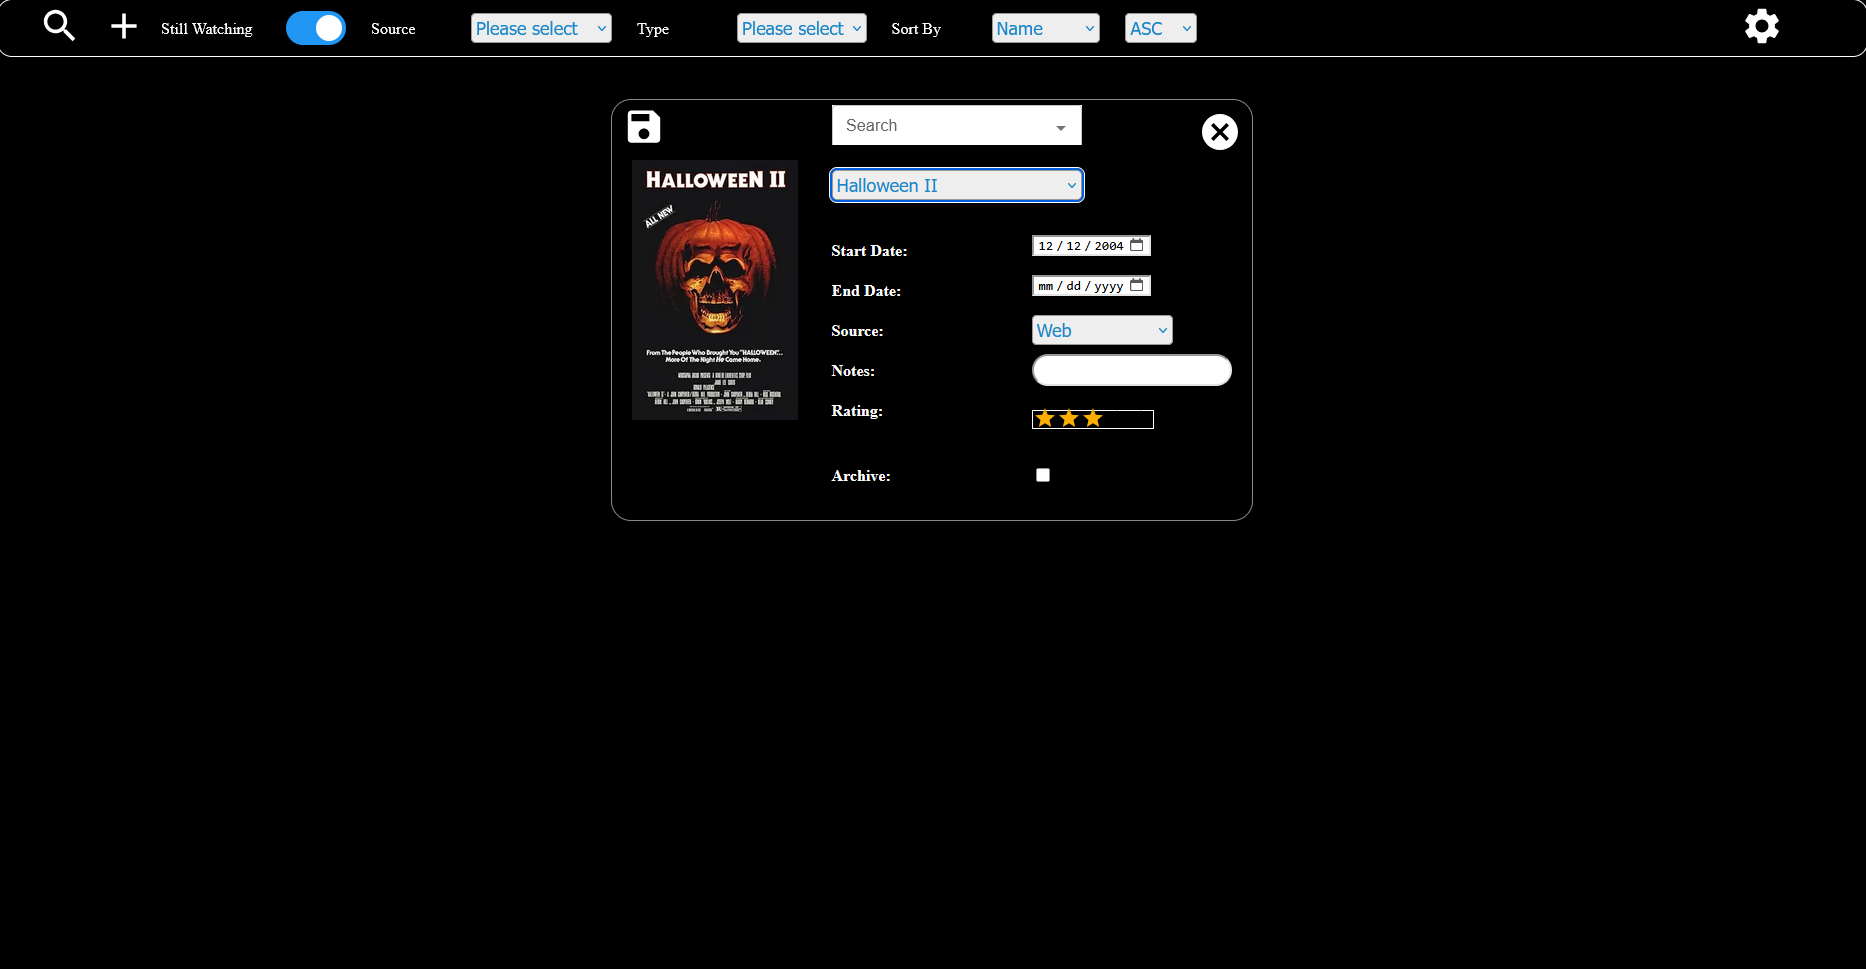 Still Watching Source Please select Type Please select Sort By Name ASC
Search
Halloween II
HALLOWEEN II
ALL NEW
From The People Who Brought You "HALLOWEEN"...
More Of The Night He Came Home.
Start Date: 12/12/2004
End Date: mm/dd/yyyy
Source: Web
Notes:
Rating:
Archive: